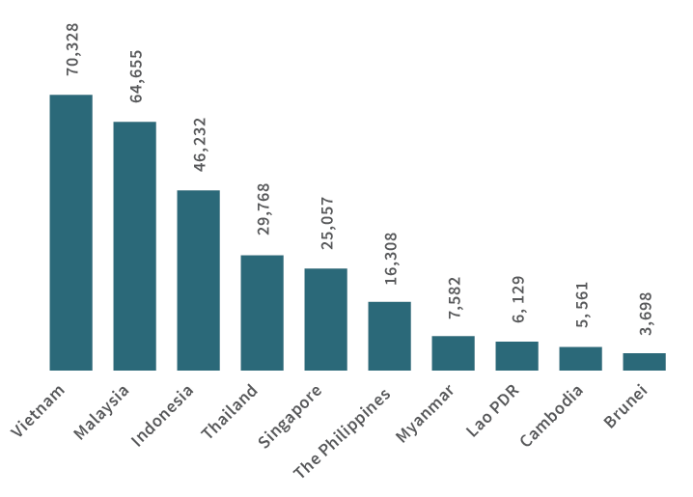 70,328
64,655
46,232
29,768
25,057
16,308
7,582
6,129
5,561
3,698
Vietnam
Malaysia
Indonesia
Thailand
Singapore
The Philippines
Myanmar
Lao PDR
Cambodia
Brunei